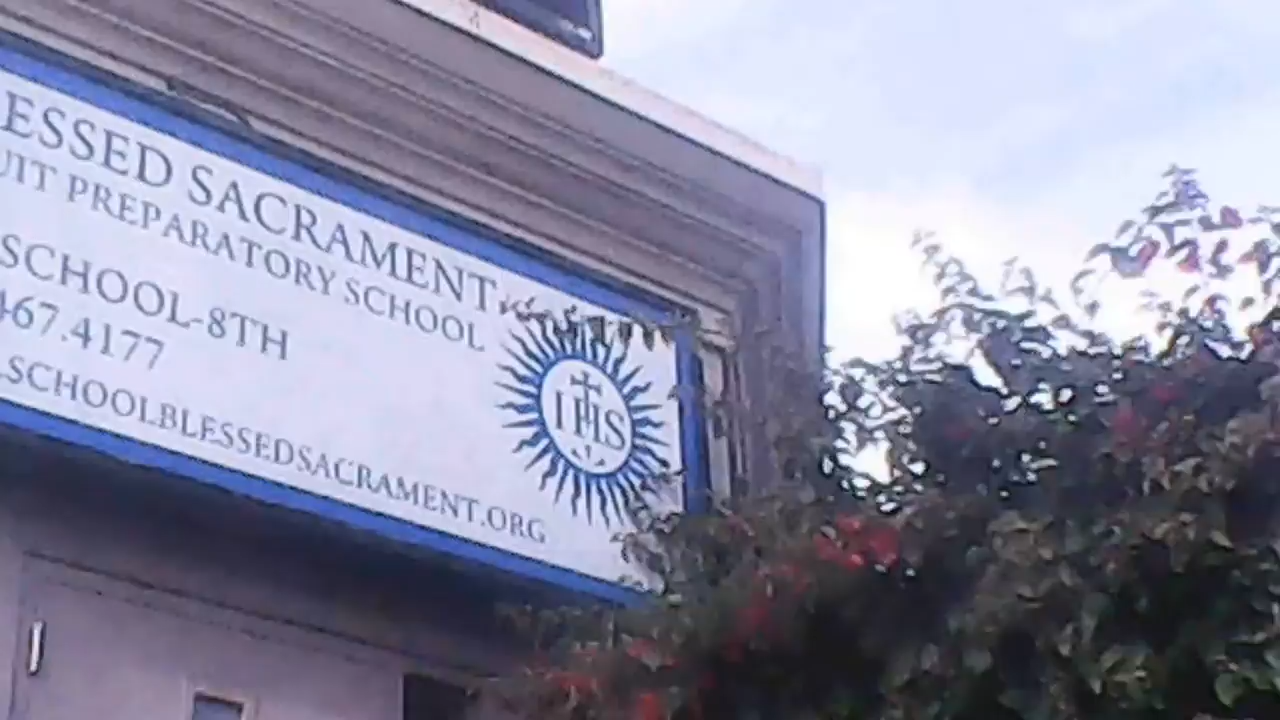 ESSED SACRAMENT
UIT PREPARATORY SCHOOL
SCHOOL-8TH
467.4177
.SCHOOLBLESSEDSACRAMENT.ORG
IHS